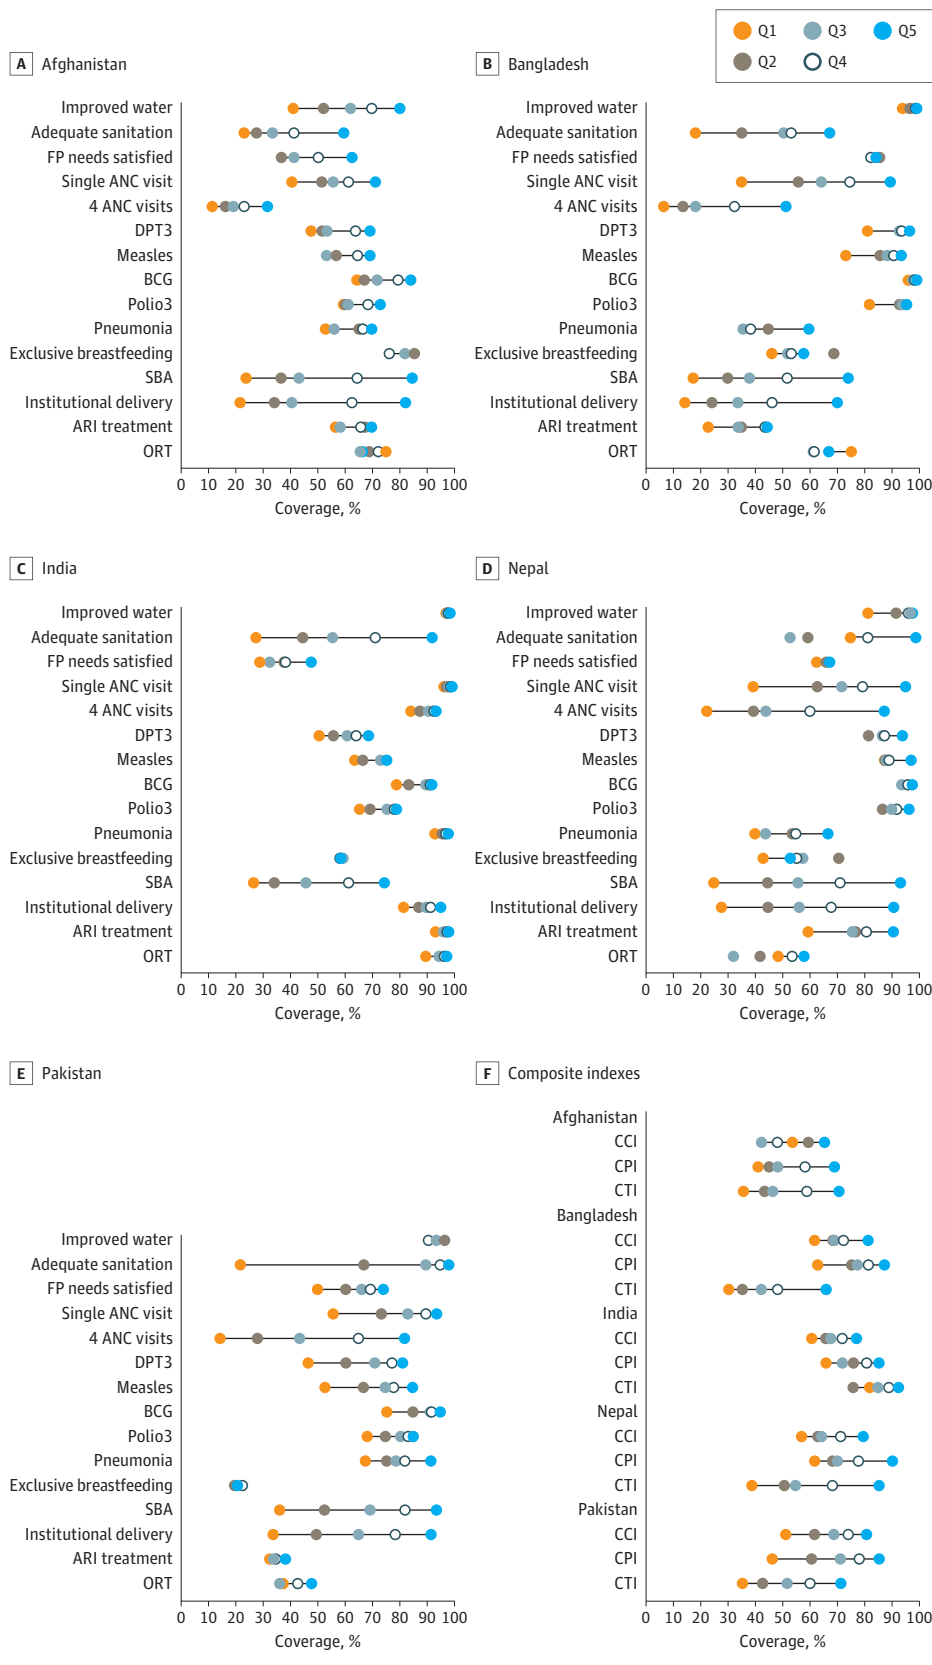 Q1 Q3 Q5
Q2 Q4
A Afghanistan
Improved water
Adequate sanitation
FP needs satisfied
Single ANC visit
4 ANC visits
DPT3
Measles
BCG
Polio3
Pneumonia
Exclusive breastfeeding
SBA
Institutional delivery
ARI treatment
ORT
0 10 20 30 40 50 60 70 80 90 100
Coverage, %
B Bangladesh
Improved water
Adequate sanitation
FP needs satisfied
Single ANC visit
4 ANC visits
DPT3
Measles
BCG
Polio3
Pneumonia
Exclusive breastfeeding
SBA
Institutional delivery
ARI treatment
ORT
0 10 20 30 40 50 60 70 80 90 100
Coverage, %
C India
Improved water
Adequate sanitation
FP needs satisfied
Single ANC visit
4 ANC visits
DPT3
Measles
BCG
Polio3
Pneumonia
Exclusive breastfeeding
SBA
Institutional delivery
ARI treatment
ORT
0 10 20 30 40 50 60 70 80 90 100
Coverage, %
D Nepal
Improved water
Adequate sanitation
FP needs satisfied
Single ANC visit
4 ANC visits
DPT3
Measles
BCG
Polio3
Pneumonia
Exclusive breastfeeding
SBA
Institutional delivery
ARI treatment
ORT
0 10 20 30 40 50 60 70 80 90 100
Coverage, %
E Pakistan
Improved water
Adequate sanitation
FP needs satisfied
Single ANC visit
4 ANC visits
DPT3
Measles
BCG
Polio3
Pneumonia
Exclusive breastfeeding
SBA
Institutional delivery
ARI treatment
ORT
0 10 20 30 40 50 60 70 80 90 100
Coverage, %
F Composite indexes
Afghanistan
CCI
CPI
CTI
Bangladesh
CCI
CPI
CTI
India
CCI
CPI
CTI
Nepal
CCI
CPI
CTI
Pakistan
CCI
CPI
CTI
0 10 20 30 40 50 60 70 80 90 100
Coverage, %